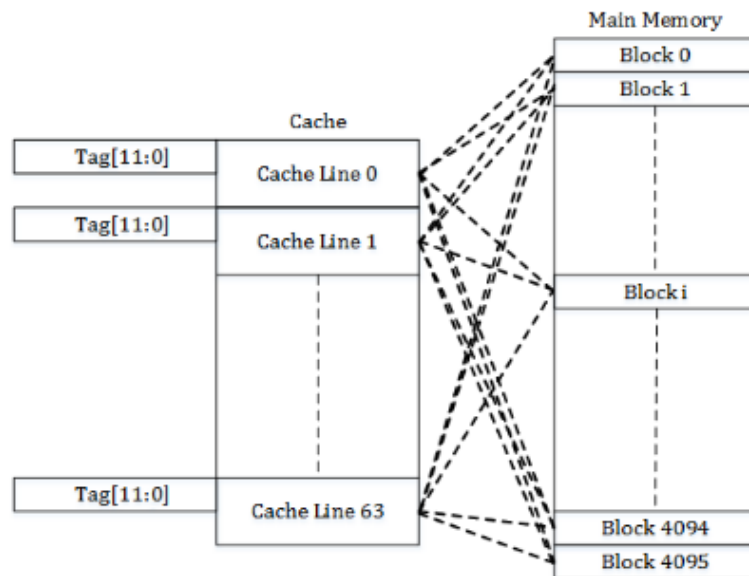 Main Memory
Block 0
Block 1
Cache
Tag[11:0]
Cache Line 0
Tag[11:0]
Cache Line 1
Block i
Tag[11:0]
Cache Line 63
Block 4094
Block 4095